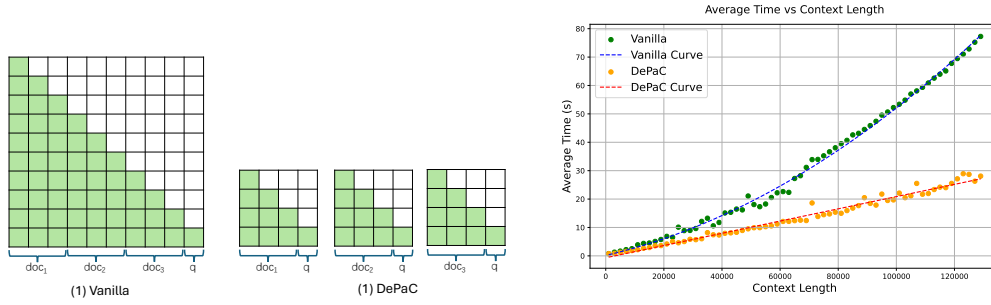 doc1
doc2
doc3
q
(1) Vanilla
doc1
q
doc2
q
doc3
q
(1) DePaC
Average Time vs Context Length
Vanilla
Vanilla Curve
DePaC
DePaC Curve
Average Time (s)
80
70
60
50
40
30
20
10
0
0
20000
40000
60000
80000
100000
120000
Context Length